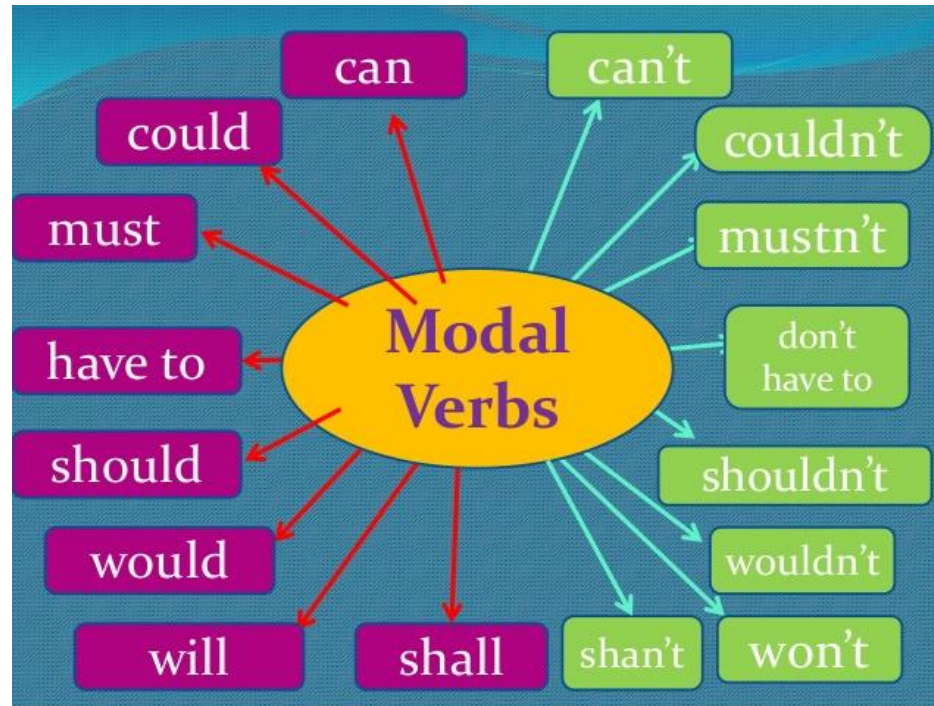 can
can't
could
couldn't
must
mustn't
Modal
Verbs
have to
don't
have to
should
shouldn't
would
wouldn't
will
shall
shan't
won't